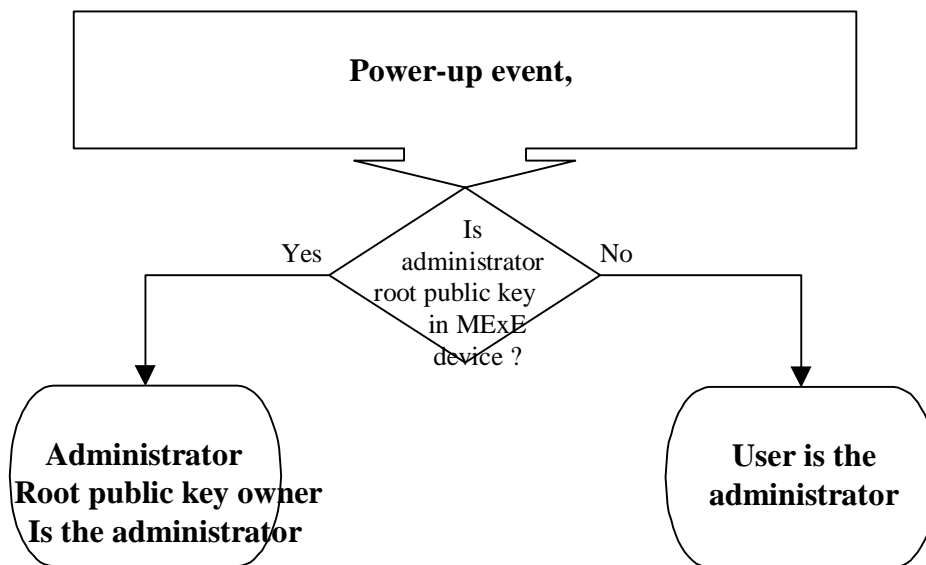 Power-up event,
Is
Yes
No
administrator
root public key
in MExE
device ?
Administrator
Root public key owner
Is the administrator
User is the
administrator